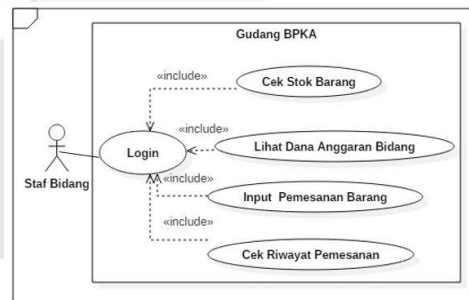 Gudang BPKA
«include»
Cek Stok Barang
«include»
Lihat Dana Anggaran Bidang
Login
Staf Bidang
«include»
Input Pemesanan Barang
«include»
Cek Riwayat Pemesanan